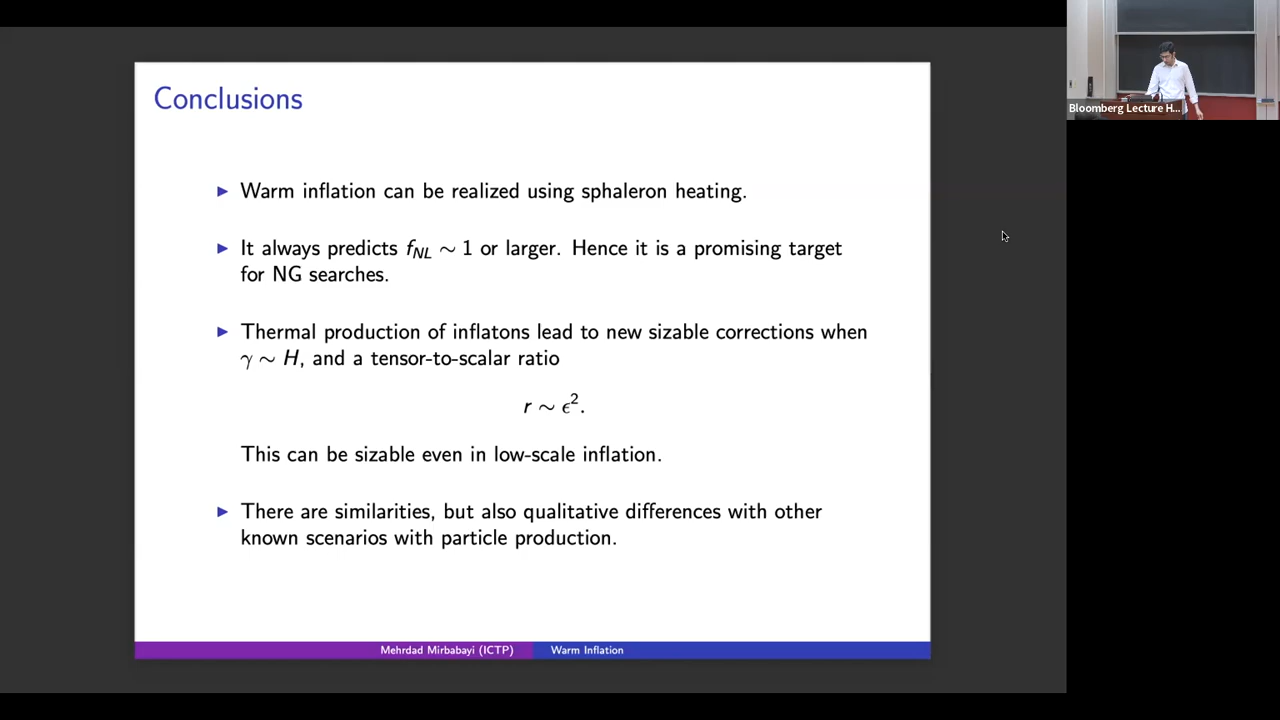 Conclusions
▶ Warm inflation can be realized using sphaleron heating.
▶ It always predicts f_NL ∼ 1 or larger. Hence it is a promising target
for NG searches.
▶ Thermal production of inflatons lead to new sizable corrections when
γ ∼ H, and a tensor-to-scalar ratio
r ∼ ϵ².
This can be sizable even in low-scale inflation.
▶ There are similarities, but also qualitative differences with other
known scenarios with particle production.
Mehrdad Mirbabayi (ICTP) Warm Inflation
Bloomberg Lecture H...